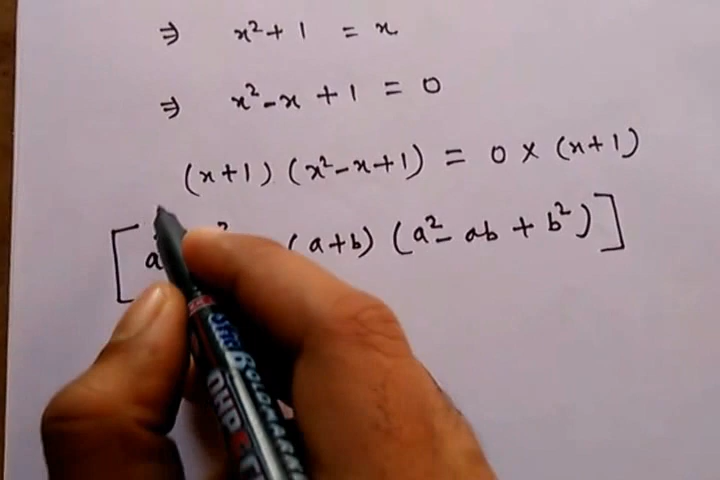 ⇒ x² + 1 = x
⇒ x² - x + 1 = 0
(x+1) (x² - x + 1) = 0 × (x+1)
[a (a+b) (a² - ab + b²)]